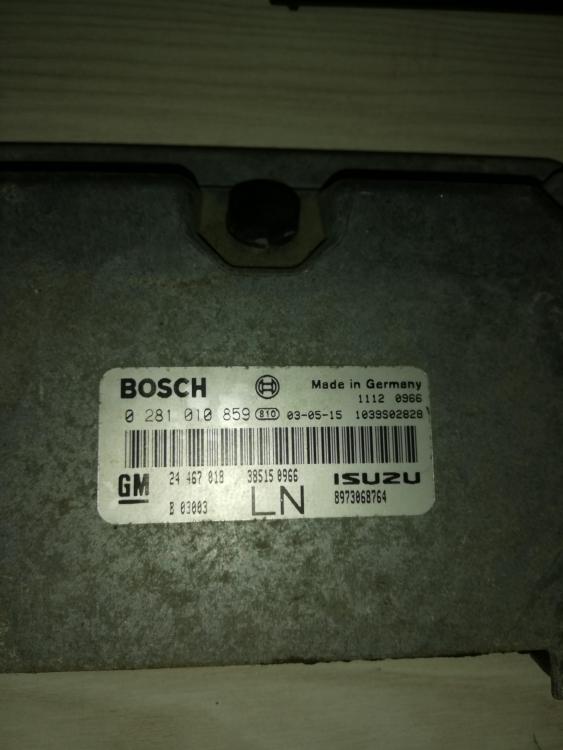 BOSCH Made in Germany
1112 0966
0 281 010 859 810 03-05-15 1039S02828
GM 24 467 018 38515 0966 ISUZU
B 03003 LN 8973068764